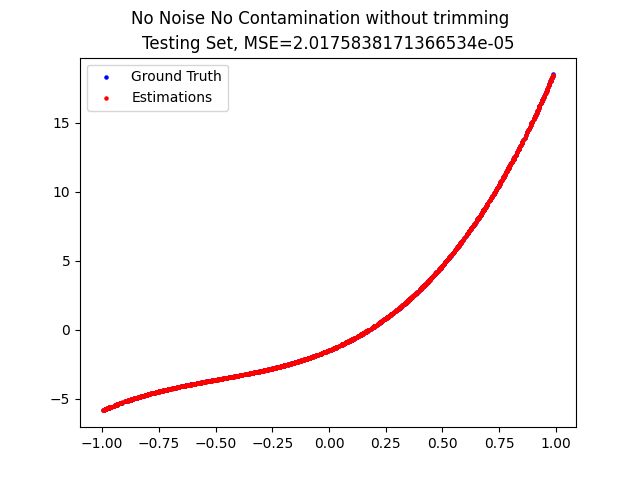 No Noise No Contamination without trimming
Testing Set, MSE=2.0175838171366534e-05
Ground Truth
Estimations
15
10
5
0
−5
−1.00 −0.75 −0.50 −0.25 0.00 0.25 0.50 0.75 1.00